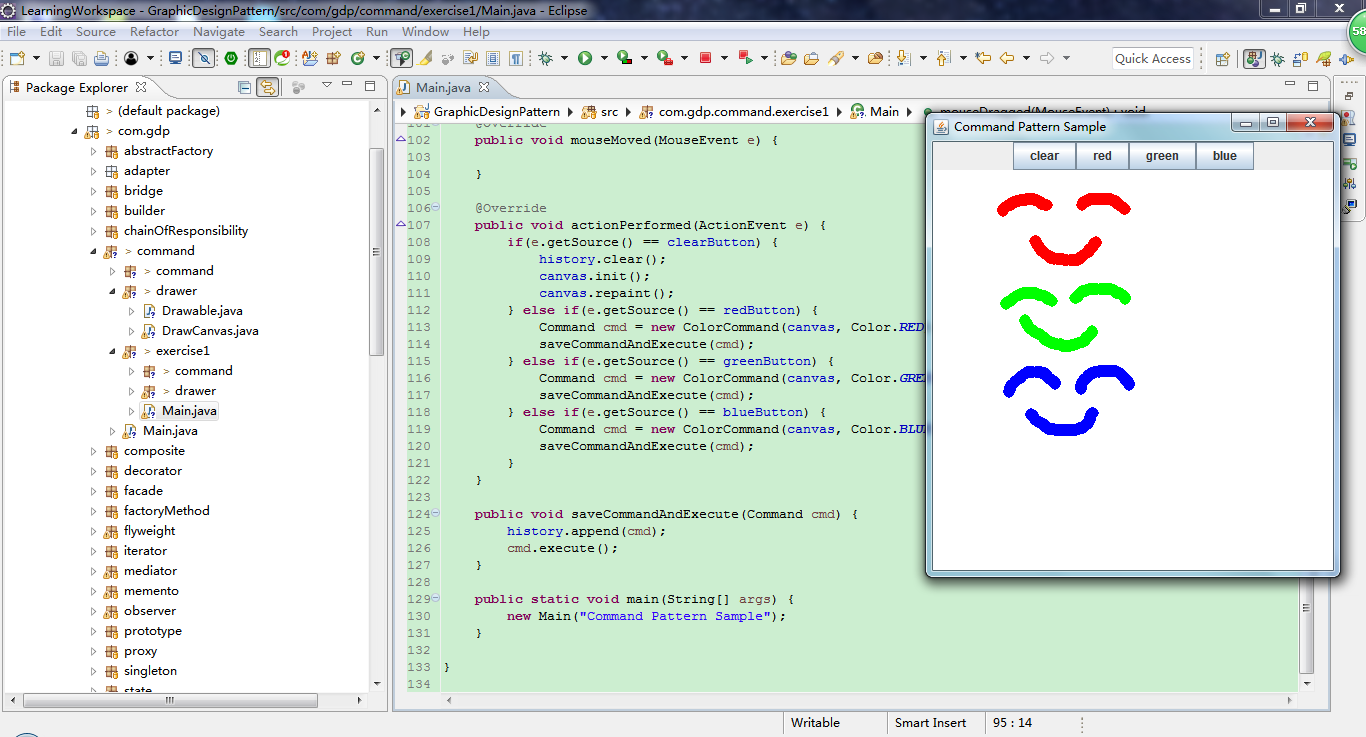 LearningWorkspace - GraphicDesignPattern/src/com/gdp/command/exercise1/Main.java - Eclipse
58
File Edit Source Refactor Navigate Search Project Run Window Help
Quick Access
Package Explorer
> (default package)
> com.gdp
abstractFactory
adapter
bridge
builder
chainOfResponsibility
> command
> command
> drawer
Drawable.java
DrawCanvas.java
> exercise1
> command
> drawer
Main.java
Main.java
composite
decorator
facade
factoryMethod
flyweight
iterator
mediator
memento
observer
prototype
proxy
singleton
state
Main.java
GraphicDesignPattern src com.gdp.command.exercise1 Main mouseDragged(MouseEvent) : void
101 @Override
102 public void mouseMoved(MouseEvent e) {
103
104 }
105
106 @Override
107 public void actionPerformed(ActionEvent e) {
108 if(e.getSource() == clearButton) {
109 history.clear();
110 canvas.init();
111 canvas.repaint();
112 } else if(e.getSource() == redButton) {
113 Command cmd = new ColorCommand(canvas, Color.RED
114 saveCommandAndExecute(cmd);
115 } else if(e.getSource() == greenButton) {
116 Command cmd = new ColorCommand(canvas, Color.GRE
117 saveCommandAndExecute(cmd);
118 } else if(e.getSource() == blueButton) {
119 Command cmd = new ColorCommand(canvas, Color.BLU
120 saveCommandAndExecute(cmd);
121 }
122 }
123
124 public void saveCommandAndExecute(Command cmd) {
125 history.append(cmd);
126 cmd.execute();
127 }
128
129 public static void main(String[] args) {
130 new Main("Command Pattern Sample");
131 }
132
133 }
134
Command Pattern Sample
clear red green blue
Writable Smart Insert 95 : 14